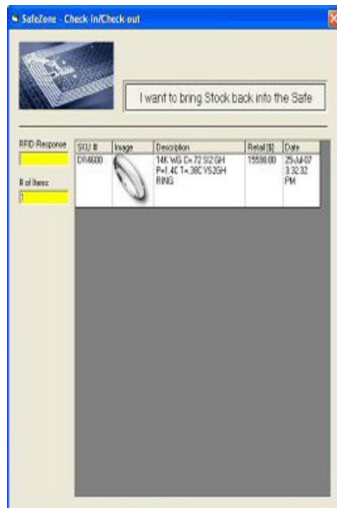 SafeZone - Check-In/Check-out
I want to bring Stock back into the Safe
RFID Response
# of Items
1
SKU # Image Description Retail [$] Date
DR4600 14K WG D=.72 SI2 GH 15598.00 25-Jul-07
P=1.40 T=.38C VS2GH 3:32:32
RING PM